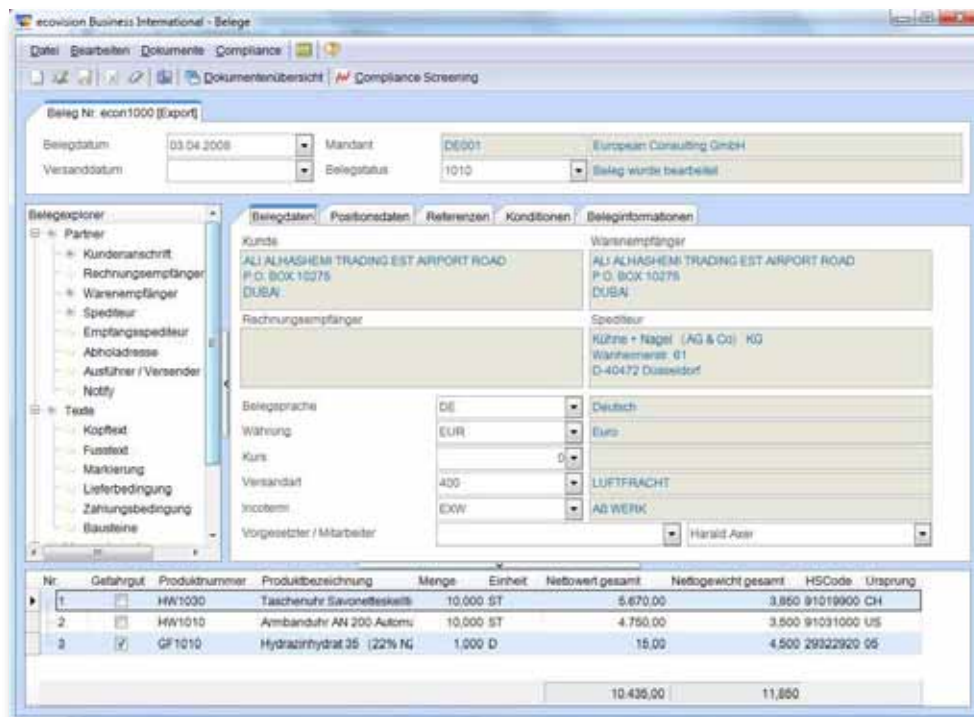 ecovision Business International - Belege
Datei Bearbeiten Dokumente Compliance
Dokumentenübersicht Compliance Screening
Beleg Nr. econ1000 [Export]
Belegdatum 03.04.2008 Mandant DE001 European Consulting GmbH
Versanddatum Belegstatus 1010 Beleg wurde bearbeitet
Belegexplorer
Partner
Kundenanschrift
Rechnungsempfänger
Warenempfänger
Spediteur
Empfangsspediteur
Abholadresse
Ausführer / Versender
Notify
Texte
Kopftext
Fusstext
Markierung
Lieferbedingung
Zahlungsbedingung
Bausteine
Belegdaten Positionsdaten Referenzen Konditionen Beleginformationen
Kunde Warenempfänger
ALI ALHASHEMI TRADING EST AIRPORT ROAD ALI ALHASHEMI TRADING EST AIRPORT ROAD
P.O. BOX 10275 P.O. BOX 10275
DUBAI DUBAI
Rechnungsempfänger Spediteur
Kühne + Nagel (AG & Co) KG
Wanheimerstr. 61
D-40472 Düsseldorf
Belegsprache DE Deutsch
Währung EUR Euro
Kurs 0
Versandart 400 LUFTFRACHT
Incoterm EXW AB WERK
Vorgesetzter / Mitarbeiter Harald Axer
Nr. Gefahrgut Produktnummer Produktbezeichnung Menge Einheit Nettowert gesamt Nettogewicht gesamt HSCode Ursprung
1 HW1030 Taschenuhr 10,000 ST 5.670,00 3,850 91019900 CH
2 HW1010 Armbanduhr AN 200 Automa 10,000 ST 4.750,00 3,500 91031000 US
3 GF1010 Hydrazinhydrat 35 (22% N2 1,000 D 15,00 4,500 29322920 05
10.435,00 11,850